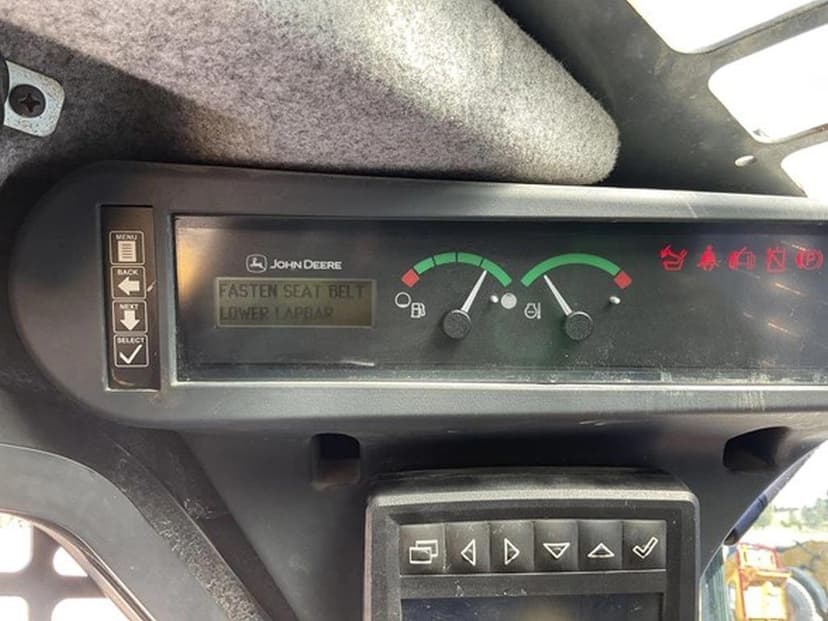 MENU
BACK
NEXT
SELECT
JOHN DEERE
FASTEN SEAT BELT
LOWER LAPBAR
P